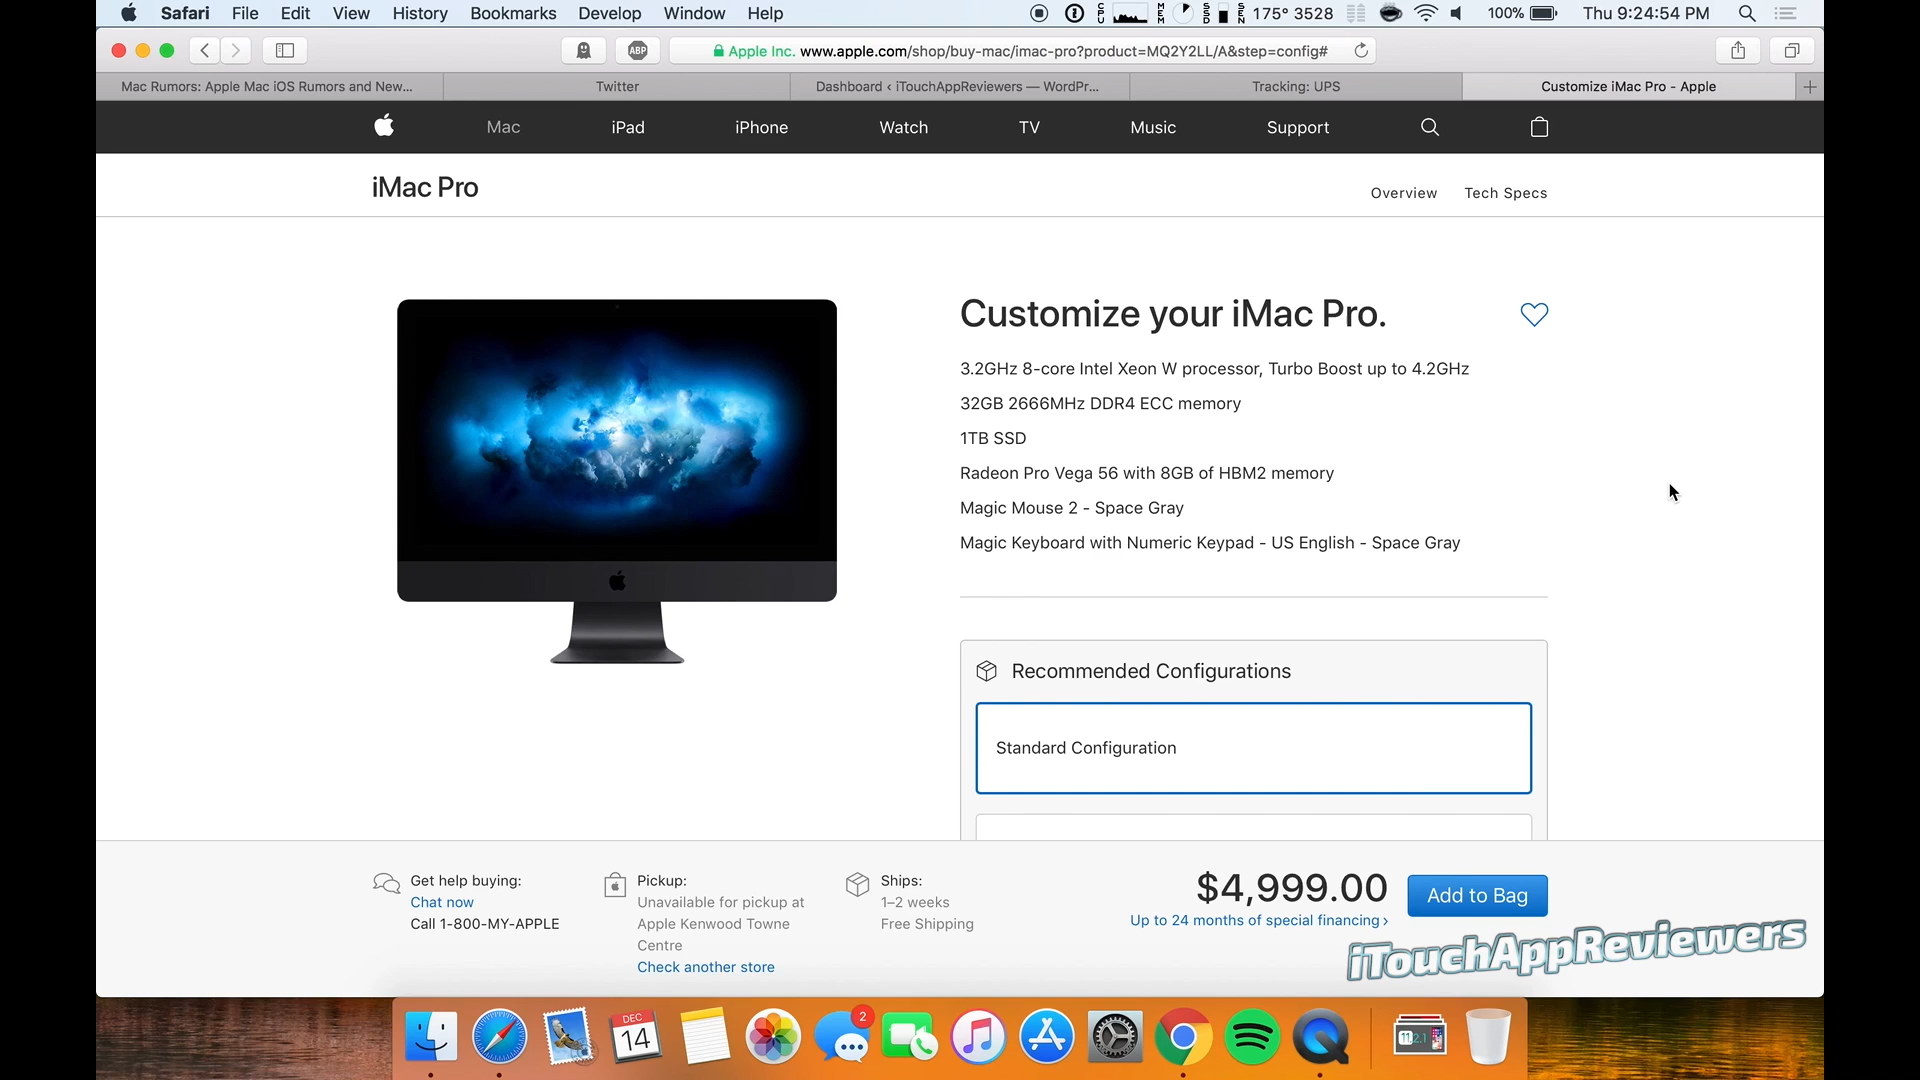 Safari File Edit View History Bookmarks Develop Window Help
CPU MEM SSD SEN 175° 3528 100% Thu 9:24:54 PM
ABP Apple Inc. www.apple.com/shop/buy-mac/imac-pro?product=MQ2Y2LL/A&step=config#
Mac Rumors: Apple Mac iOS Rumors and New... Twitter Dashboard ‹ iTouchAppReviewers — WordPr... Tracking: UPS Customize iMac Pro - Apple
Mac iPad iPhone Watch TV Music Support
iMac Pro
Overview Tech Specs
Customize your iMac Pro.
3.2GHz 8-core Intel Xeon W processor, Turbo Boost up to 4.2GHz
32GB 2666MHz DDR4 ECC memory
1TB SSD
Radeon Pro Vega 56 with 8GB of HBM2 memory
Magic Mouse 2 - Space Gray
Magic Keyboard with Numeric Keypad - US English - Space Gray
Recommended Configurations
Standard Configuration
Get help buying:
Chat now
Call 1-800-MY-APPLE
Pickup:
Unavailable for pickup at
Apple Kenwood Towne
Centre
Check another store
Ships:
1–2 weeks
Free Shipping
$4,999.00
Up to 24 months of special financing ›
Add to Bag
iTouchAppReviewers
DEC
14
2
11.2.1